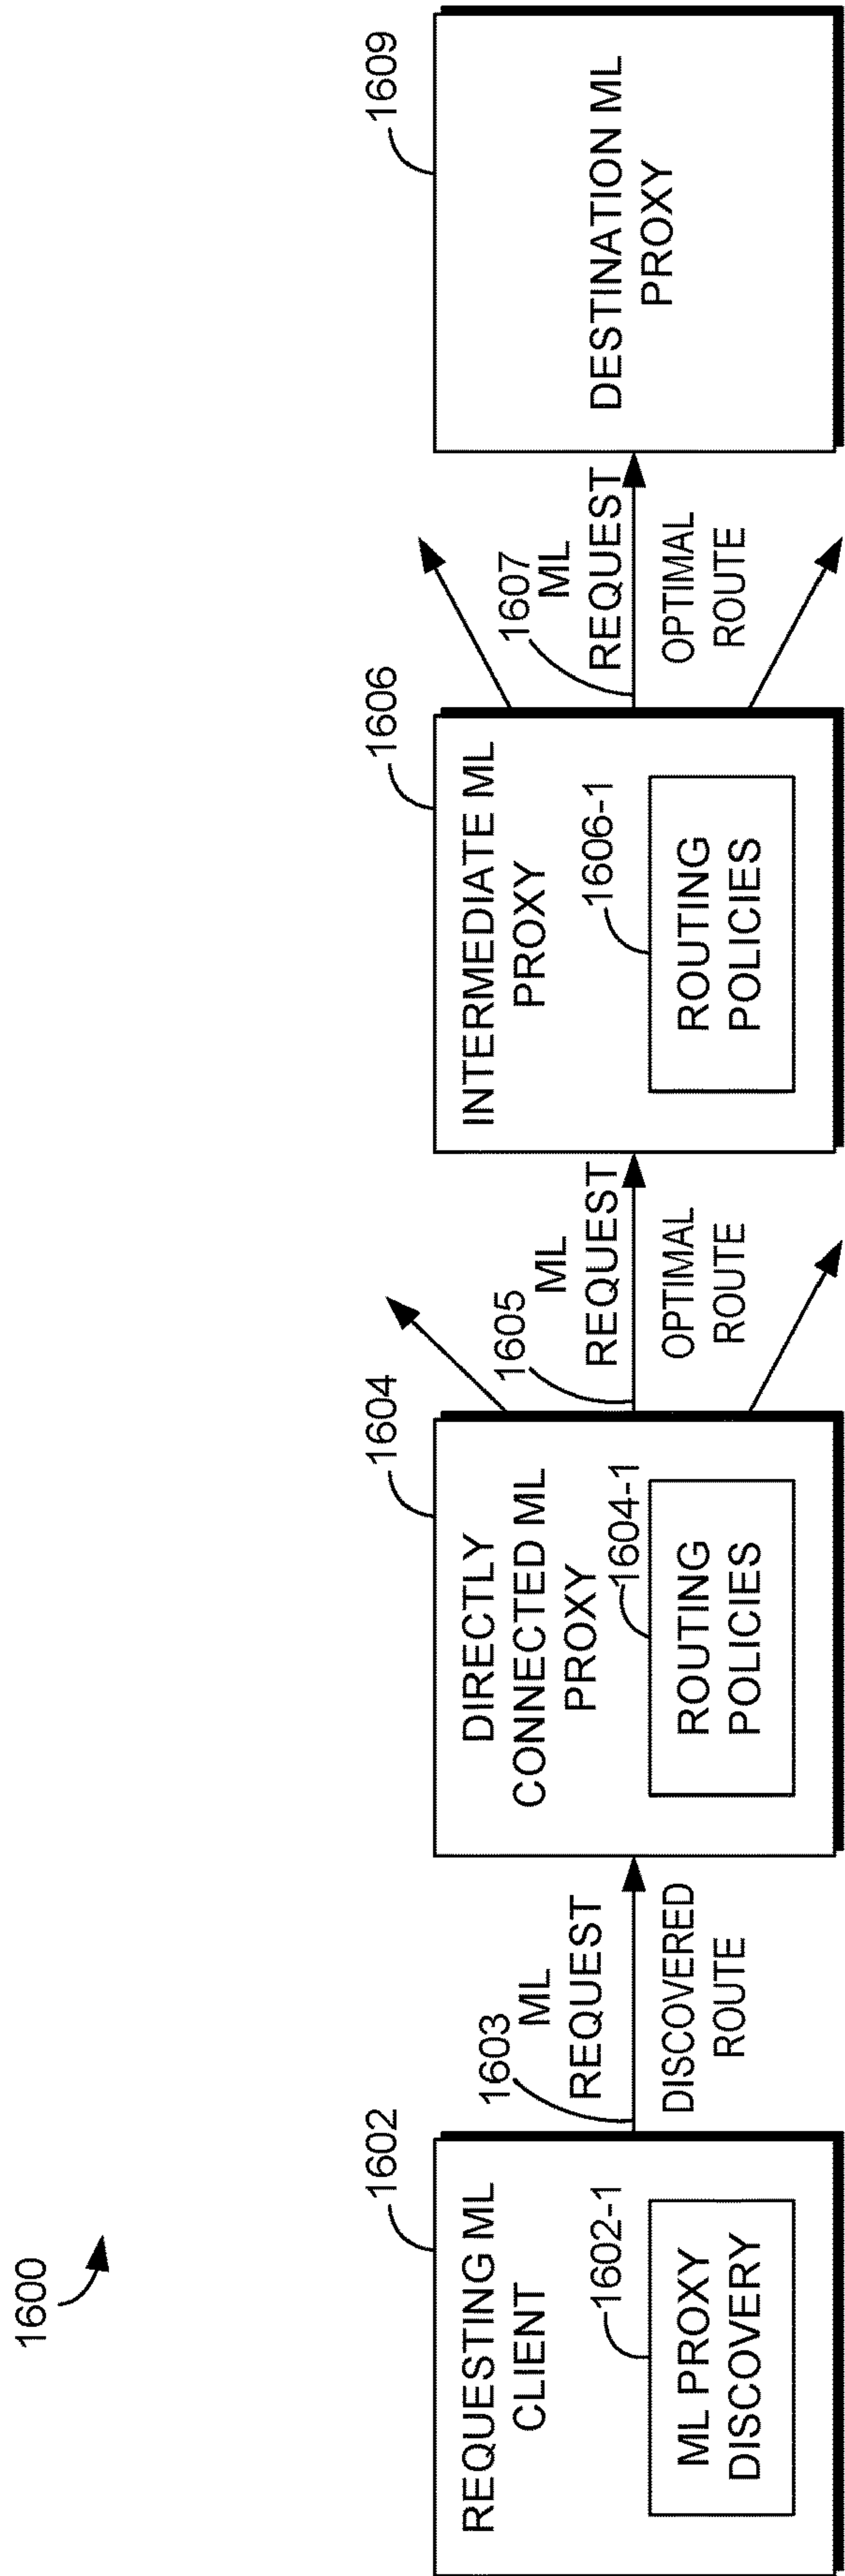 1600
1602
REQUESTING ML
CLIENT
1602-1
ML PROXY
DISCOVERY
1603
ML
REQUEST
DISCOVERED
ROUTE
1604
DIRECTLY
CONNECTED ML
PROXY
1604-1
ROUTING
POLICIES
1605
ML
REQUEST
OPTIMAL
ROUTE
1606
INTERMEDIATE ML
PROXY
1606-1
ROUTING
POLICIES
1607
ML
REQUEST
OPTIMAL
ROUTE
1609
DESTINATION ML
PROXY